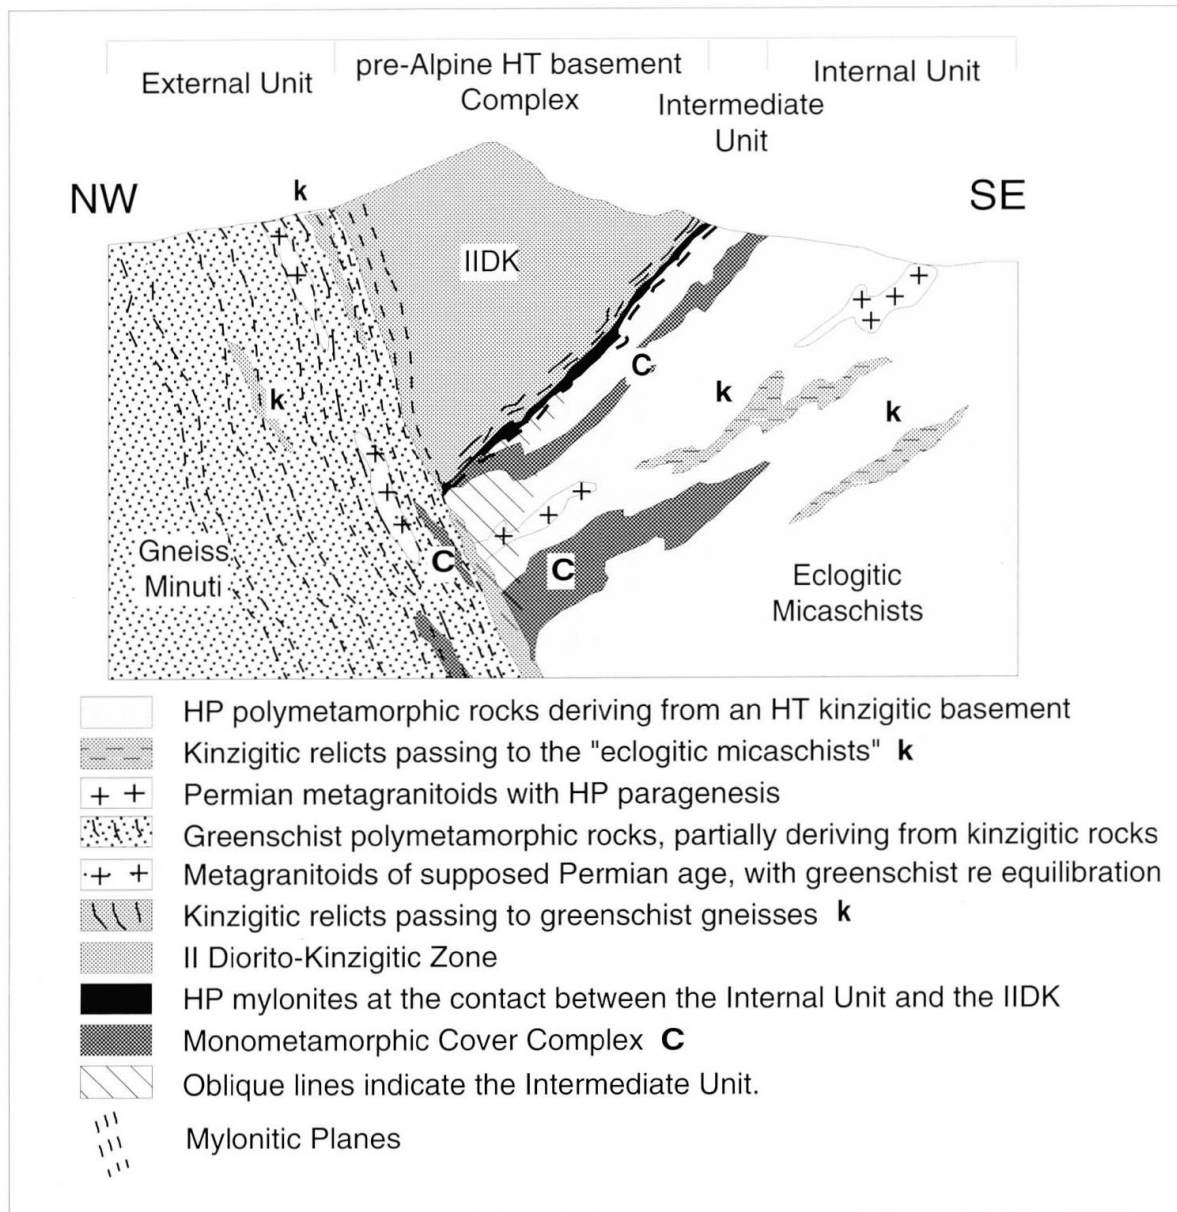 External Unit
pre-Alpine HT basement
Complex
Intermediate
Unit
Internal Unit
NW
k
SE
IIDK
C
k
k
k
Gneiss
Minuti
C
C
Eclogitic
Micaschists
HP polymetamorphic rocks deriving from an HT kinzigitic basement
Kinzigitic relicts passing to the "eclogitic micaschists" k
Permian metagranitoids with HP paragenesis
Greenschist polymetamorphic rocks, partially deriving from kinzigitic rocks
Metagranitoids of supposed Permian age, with greenschist re equilibration
Kinzigitic relicts passing to greenschist gneisses k
II Diorito-Kinzigitic Zone
HP mylonites at the contact between the Internal Unit and the IIDK
Monometamorphic Cover Complex C
Oblique lines indicate the Intermediate Unit.
Mylonitic Planes